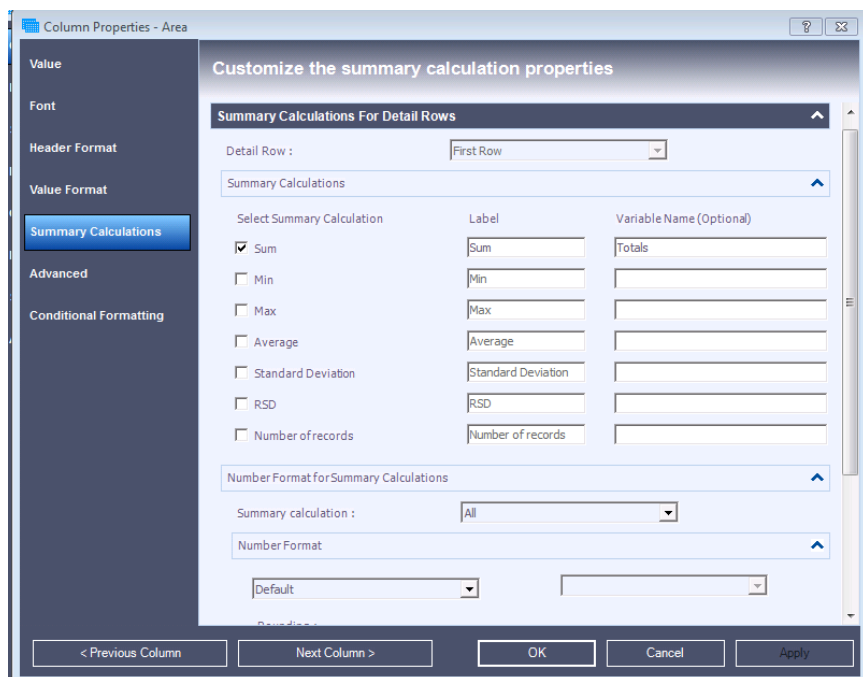 Column Properties - Area
Value
Font
Header Format
Value Format
Summary Calculations
Advanced
Conditional Formatting
Customize the summary calculation properties
Summary Calculations For Detail Rows
Detail Row : First Row
Summary Calculations
Select Summary Calculation Label Variable Name (Optional)
Sum Sum Totals
Min Min
Max Max
Average Average
Standard Deviation Standard Deviation
RSD RSD
Number of records Number of records
Number Format for Summary Calculations
Summary calculation : All
Number Format
Default
< Previous Column Next Column > OK Cancel Apply